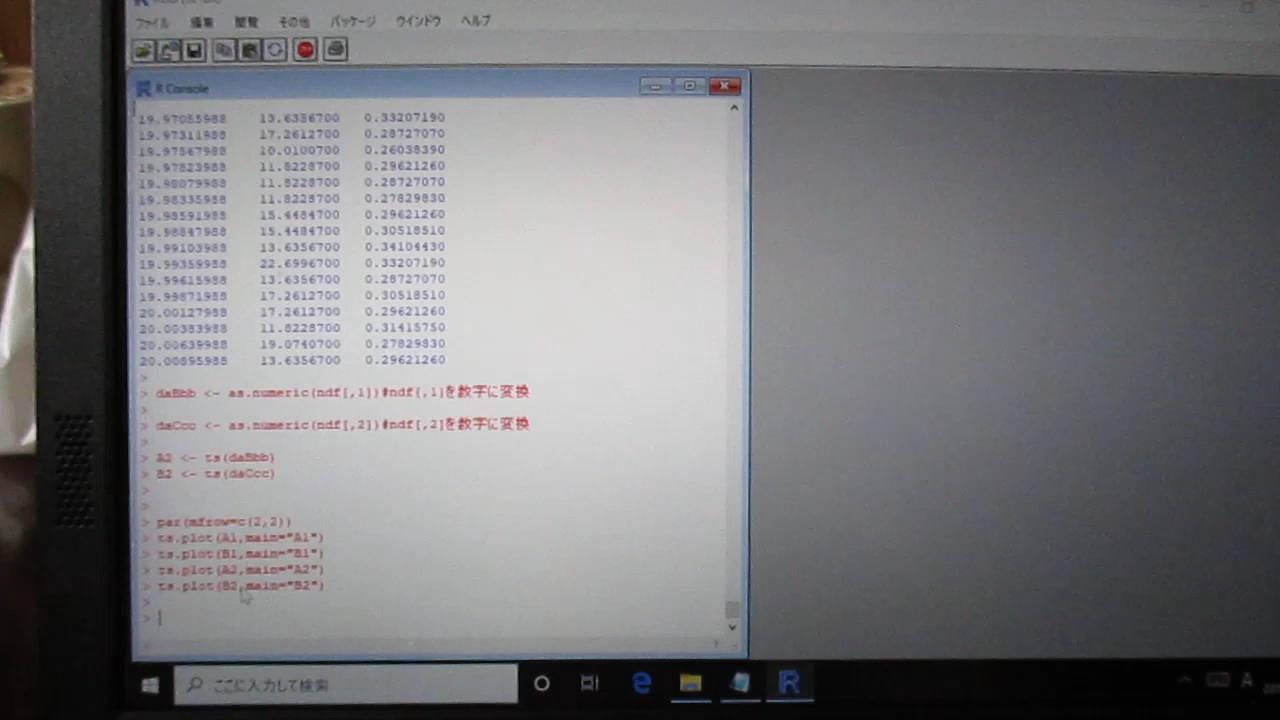 ファイル 編集 閲覧 その他 パッケージ ウインドウ ヘルプ
R Console
19.97055988 13.6356700 0.33207190
19.97311988 17.2612700 0.28727070
19.97567988 10.0100700 0.26038390
19.97823988 11.8228700 0.29621260
19.98079988 11.8228700 0.28727070
19.98335988 11.8228700 0.27829830
19.98591988 15.4484700 0.29621260
19.98847988 15.4484700 0.30518510
19.99103988 13.6356700 0.34104430
19.99359988 22.6996700 0.33207190
19.99615988 13.6356700 0.28727070
19.99871988 17.2612700 0.30518510
20.00127988 17.2612700 0.29621260
20.00383988 11.8228700 0.31415750
20.00639988 19.0740700 0.27829830
20.00895988 13.6356700 0.29621260
>
> daBbb <- as.numeric(ndf[,1])#ndf[,1]を数字に変換
>
> daCcc <- as.numeric(ndf[,2])#ndf[,2]を数字に変換
>
> A2 <- ts(daBbb)
> B2 <- ts(daCcc)
>
>
> par(mfrow=c(2,2))
> ts.plot(A1,main="A1")
> ts.plot(B1,main="B1")
> ts.plot(A2,main="A2")
> ts.plot(B2,main="B2")
>
>
ここに入力して検索
A